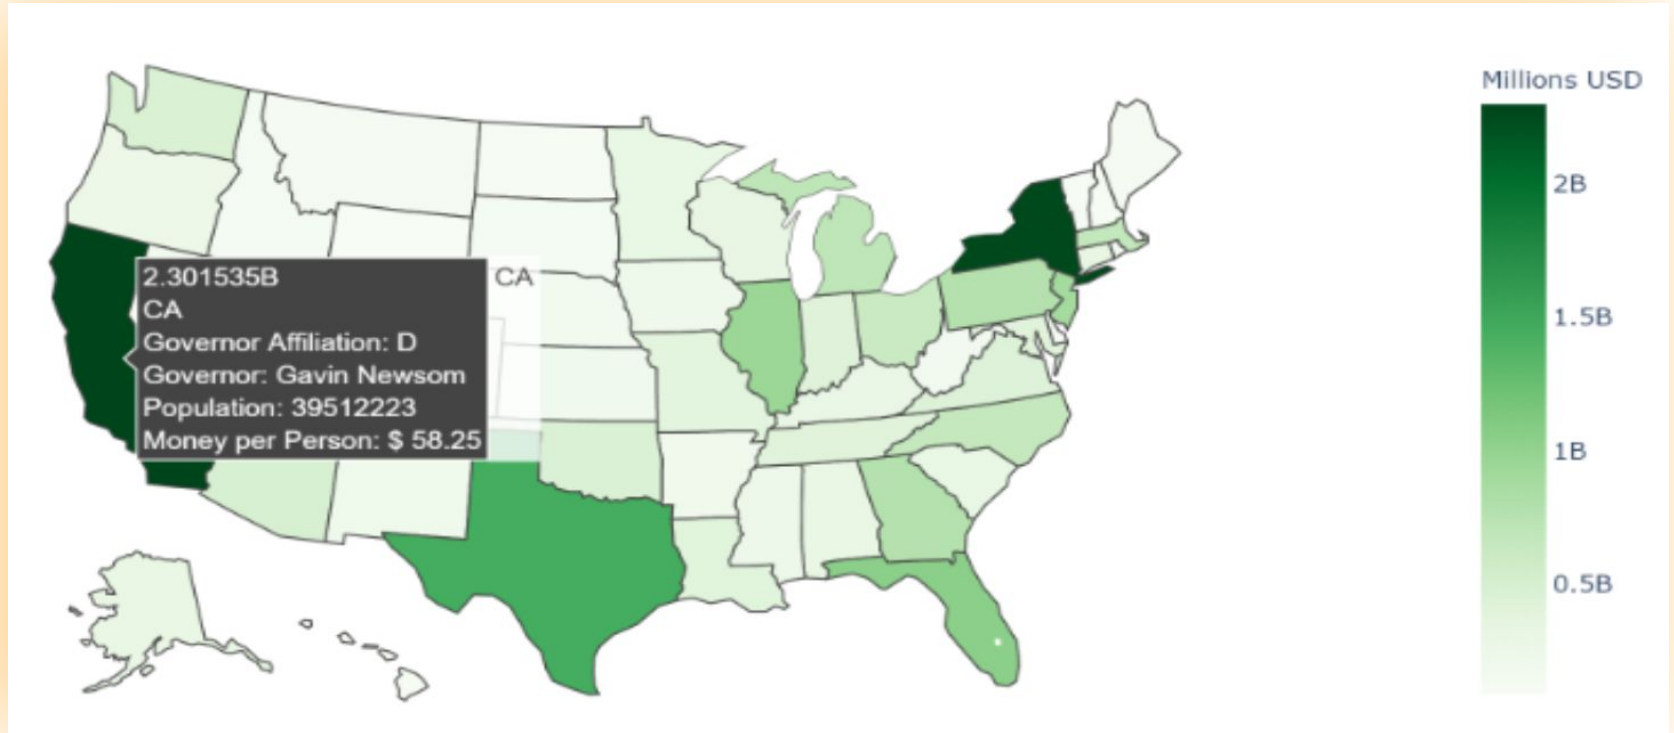 Millions USD
2B
1.5B
1B
0.5B
2.301535B
CA
CA
Governor Affiliation: D
Governor: Gavin Newsom
Population: 39512223
Money per Person: $ 58.25